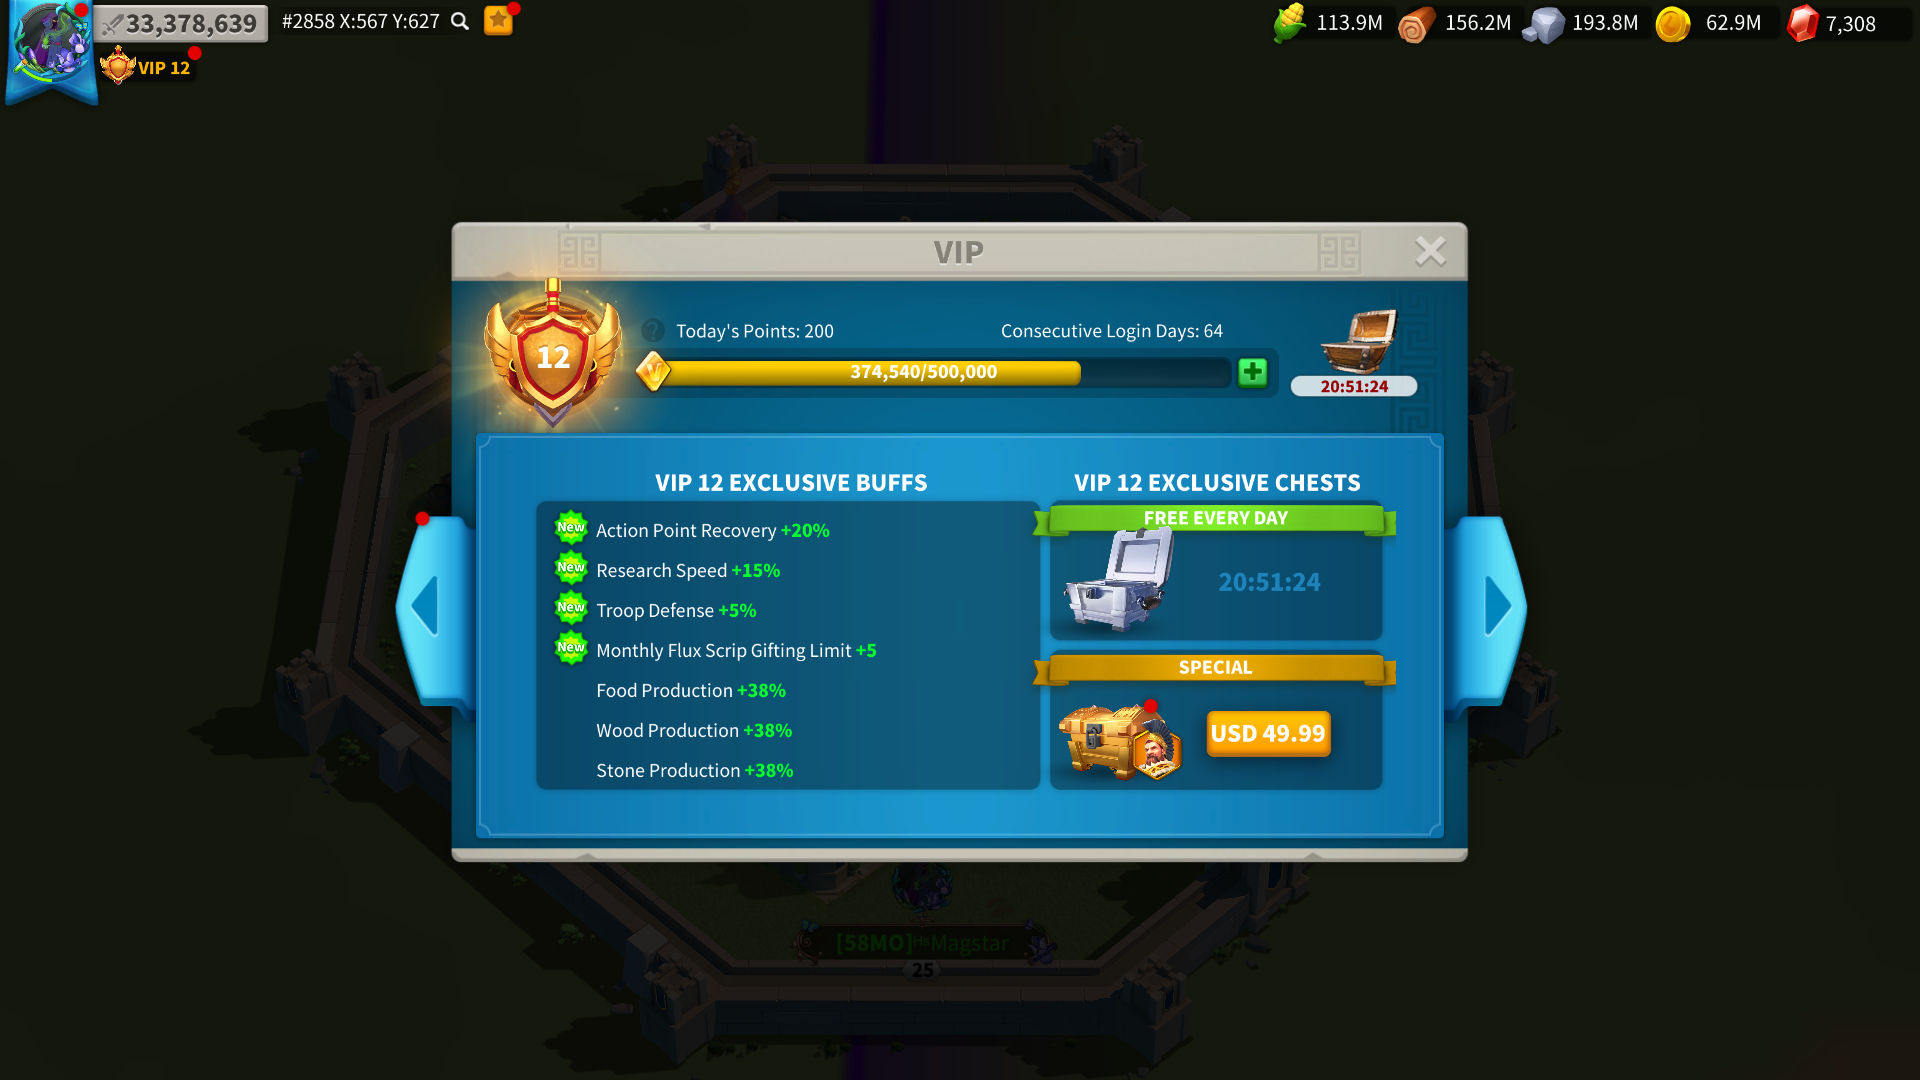 33,378,639
#2858 X:567 Y:627
113.9M
156.2M
193.8M
62.9M
7,308
VIP 12
VIP
12
Today's Points: 200
Consecutive Login Days: 64
374,540/500,000
20:51:24
VIP 12 EXCLUSIVE BUFFS
New Action Point Recovery +20%
New Research Speed +15%
New Troop Defense +5%
New Monthly Flux Scrip Gifting Limit +5
Food Production +38%
Wood Production +38%
Stone Production +38%
VIP 12 EXCLUSIVE CHESTS
FREE EVERY DAY
20:51:24
SPECIAL
USD 49.99
[58MO]ᴴˢMagstar
25